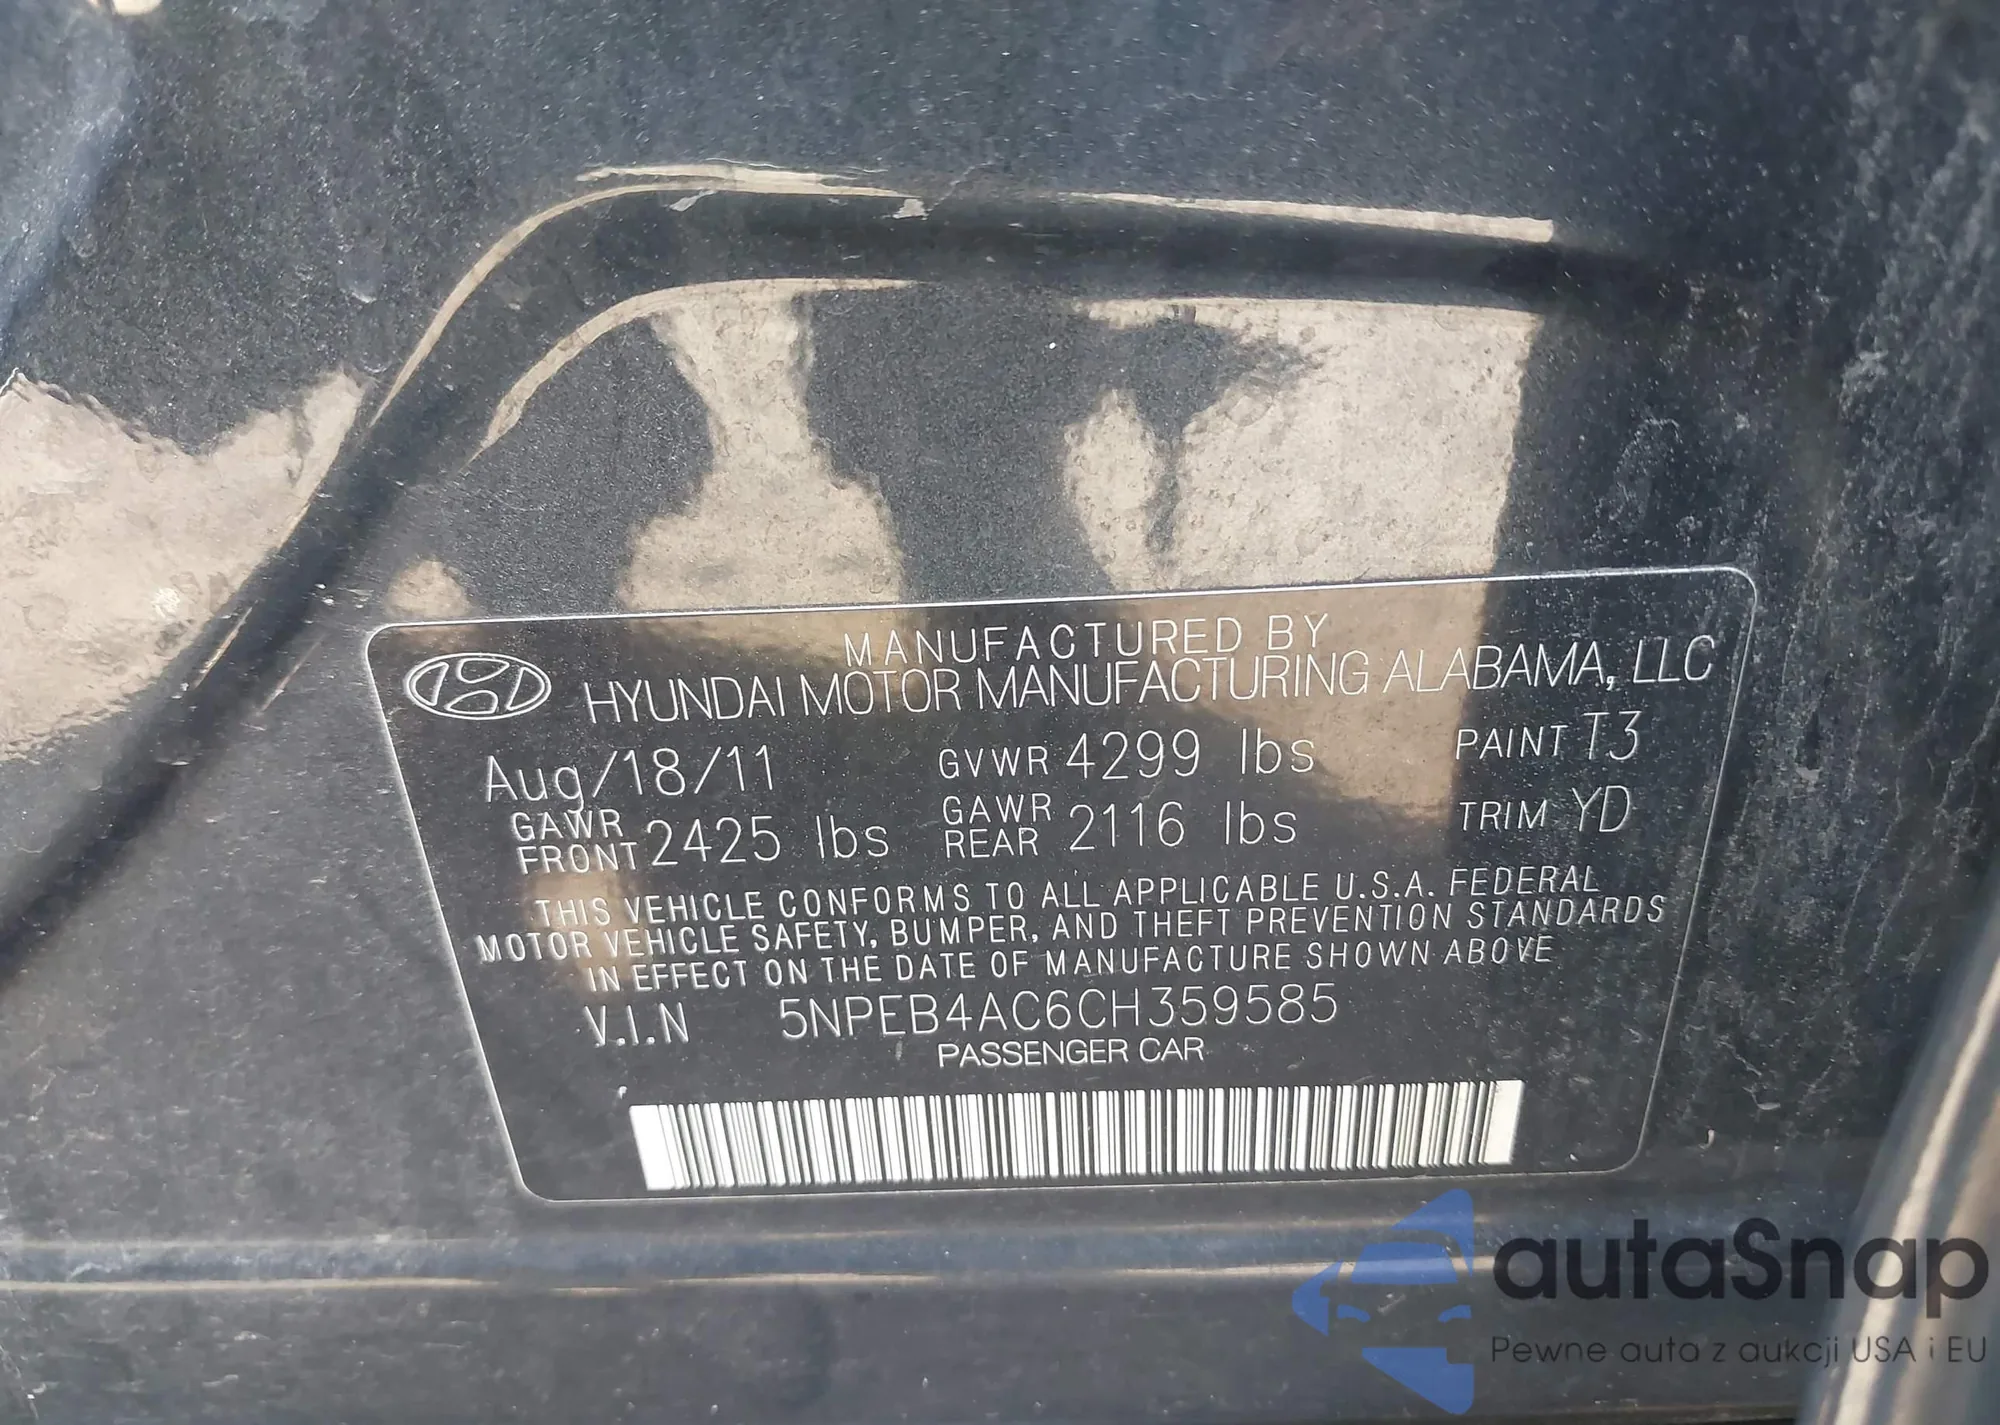 MANUFACTURED BY
HYUNDAI MOTOR MANUFACTURING ALABAMA, LLC
Aug/18/11 GVWR 4299 lbs PAINT T3
GAWR FRONT 2425 lbs GAWR REAR 2116 lbs TRIM YD
THIS VEHICLE CONFORMS TO ALL APPLICABLE U.S.A. FEDERAL
MOTOR VEHICLE SAFETY, BUMPER, AND THEFT PREVENTION STANDARDS
IN EFFECT ON THE DATE OF MANUFACTURE SHOWN ABOVE
V.I.N 5NPEB4AC6CH359585
PASSENGER CAR
autaSnap
Pewne auta z aukcji USA i EU